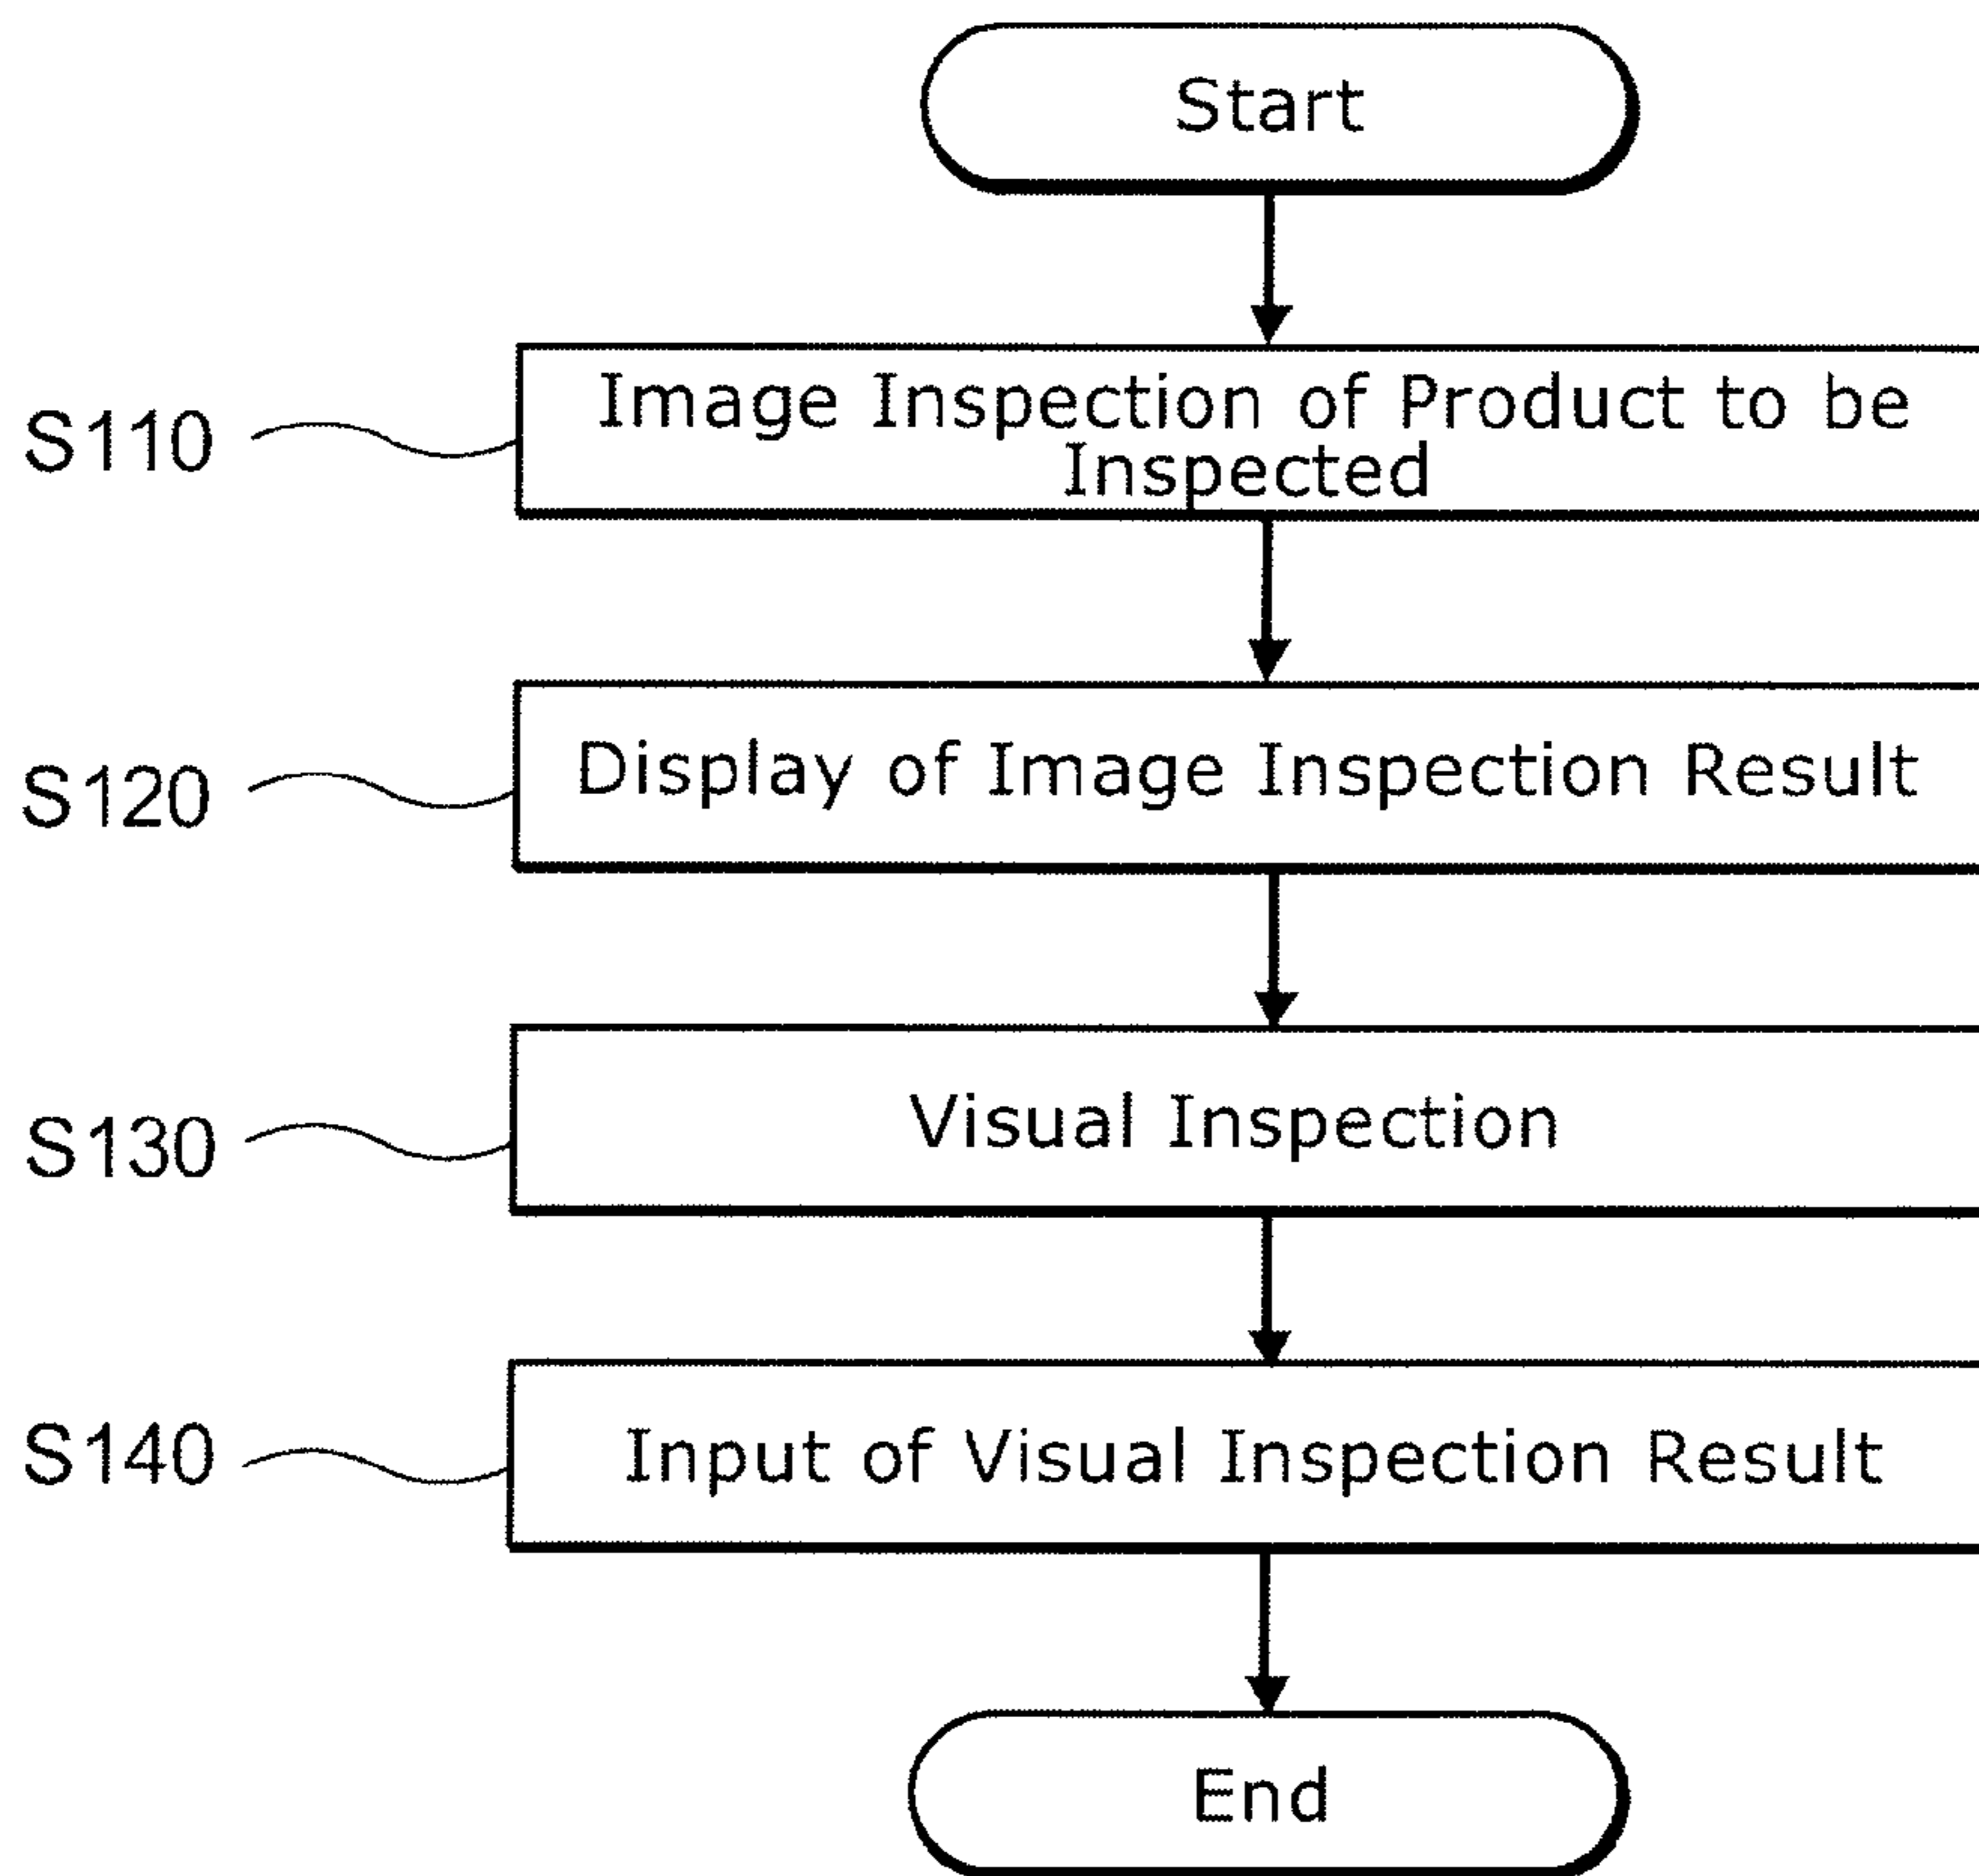 Start
S110
Image Inspection of Product to be
Inspected
S120
Display of Image Inspection Result
S130
Visual Inspection
S140
Input of Visual Inspection Result
End